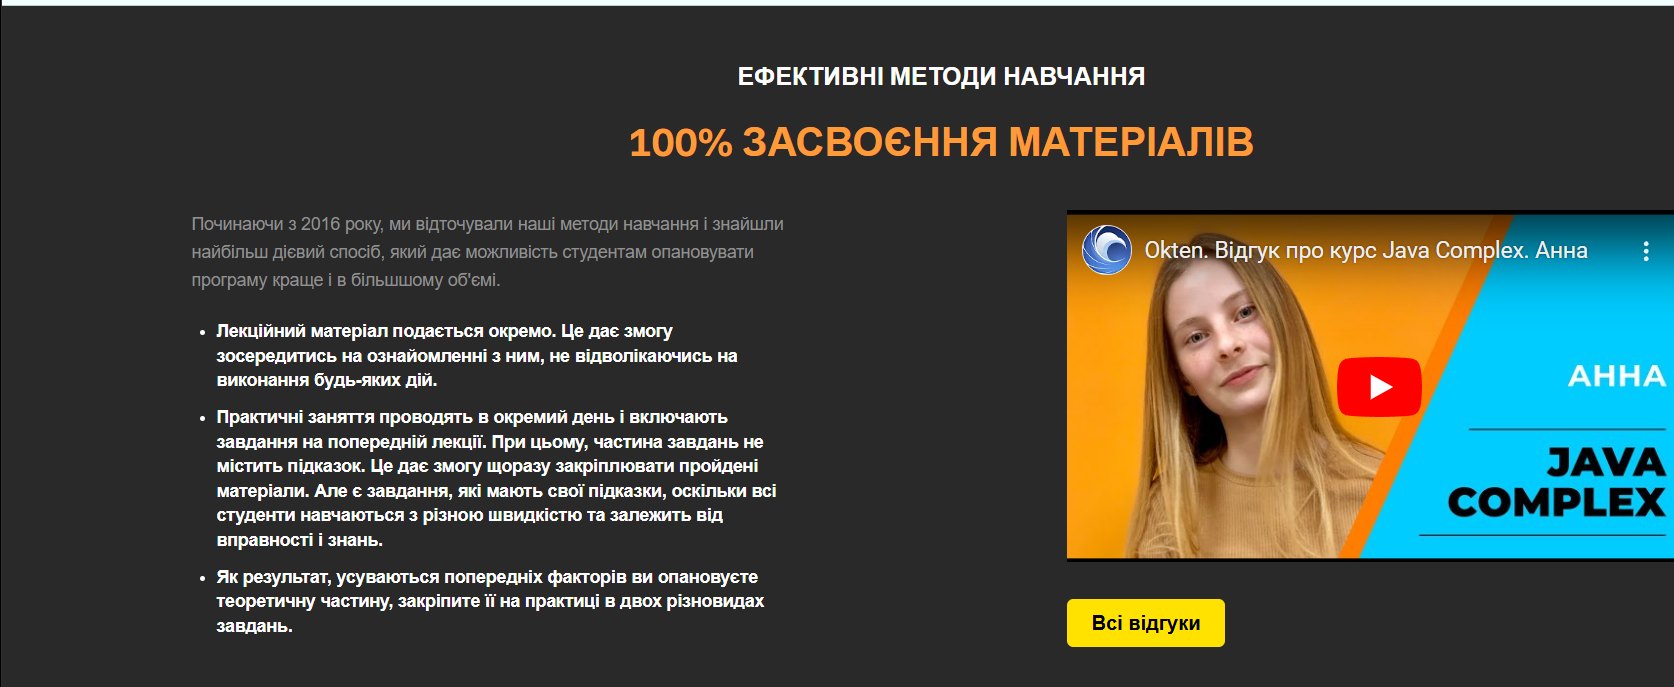 ЕФЕКТИВНІ МЕТОДИ НАВЧАННЯ
100% ЗАСВОЄННЯ МАТЕРІАЛІВ
Починаючи з 2016 року, ми відточували наші методи навчання і знайшли
найбільш дієвий спосіб, який дає можливість студентам опановувати
програму краще і в більшшому об'ємі.
• Лекційний матеріал подається окремо. Це дає змогу
зосередитись на ознайомленні з ним, не відволікаючись на
виконання будь-яких дій.
• Практичні заняття проводять в окремий день і включають
завдання на попередній лекції. При цьому, частина завдань не
містить підказок. Це дає змогу щоразу закріплювати пройдені
матеріали. Але є завдання, які мають свої підказки, оскільки всі
студенти навчаються з різною швидкістю та залежить від
вправності і знань.
• Як результат, усуваються попередніх факторів ви опановуєте
теоретичну частину, закріпите її на практиці в двох різновидах
завдань.
Okten. Відгук про курс Java Complex. Анна
АННА
JAVA
COMPLEX
Всі відгуки